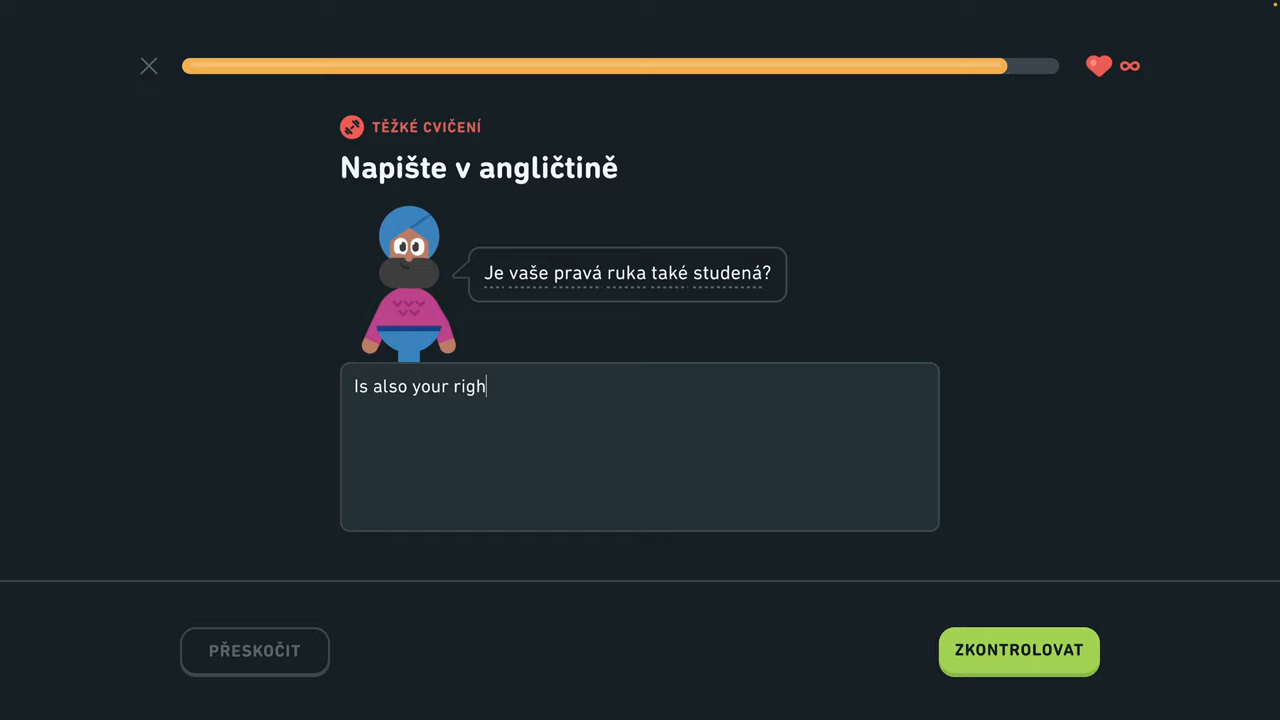 ∞
TĚŽKÉ CVIČENÍ
Napište v angličtině
Je vaše pravá ruka také studená?
Is also your righ
PŘESKOČIT
ZKONTROLOVAT